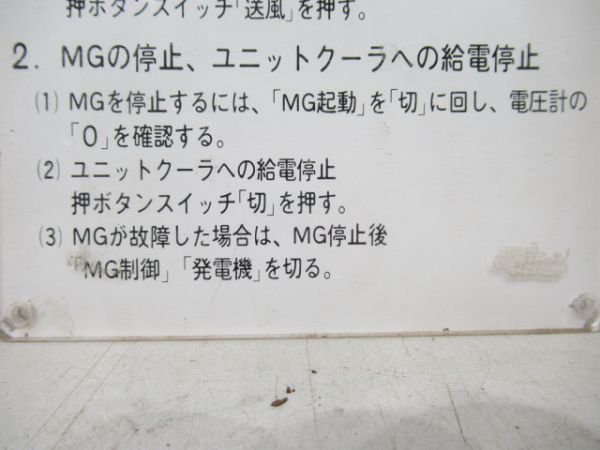 押ボタンスイッチ「送風」を押す。
2. MGの停止、ユニットクーラへの給電停止
(1) MGを停止するには、「MG起動」を「切」に回し、電圧計の
「0」を確認する。
(2) ユニットクーラへの給電停止
押ボタンスイッチ「切」を押す。
(3) MGが故障した場合は、MG停止後
「MG制御」「発電機」を切る。